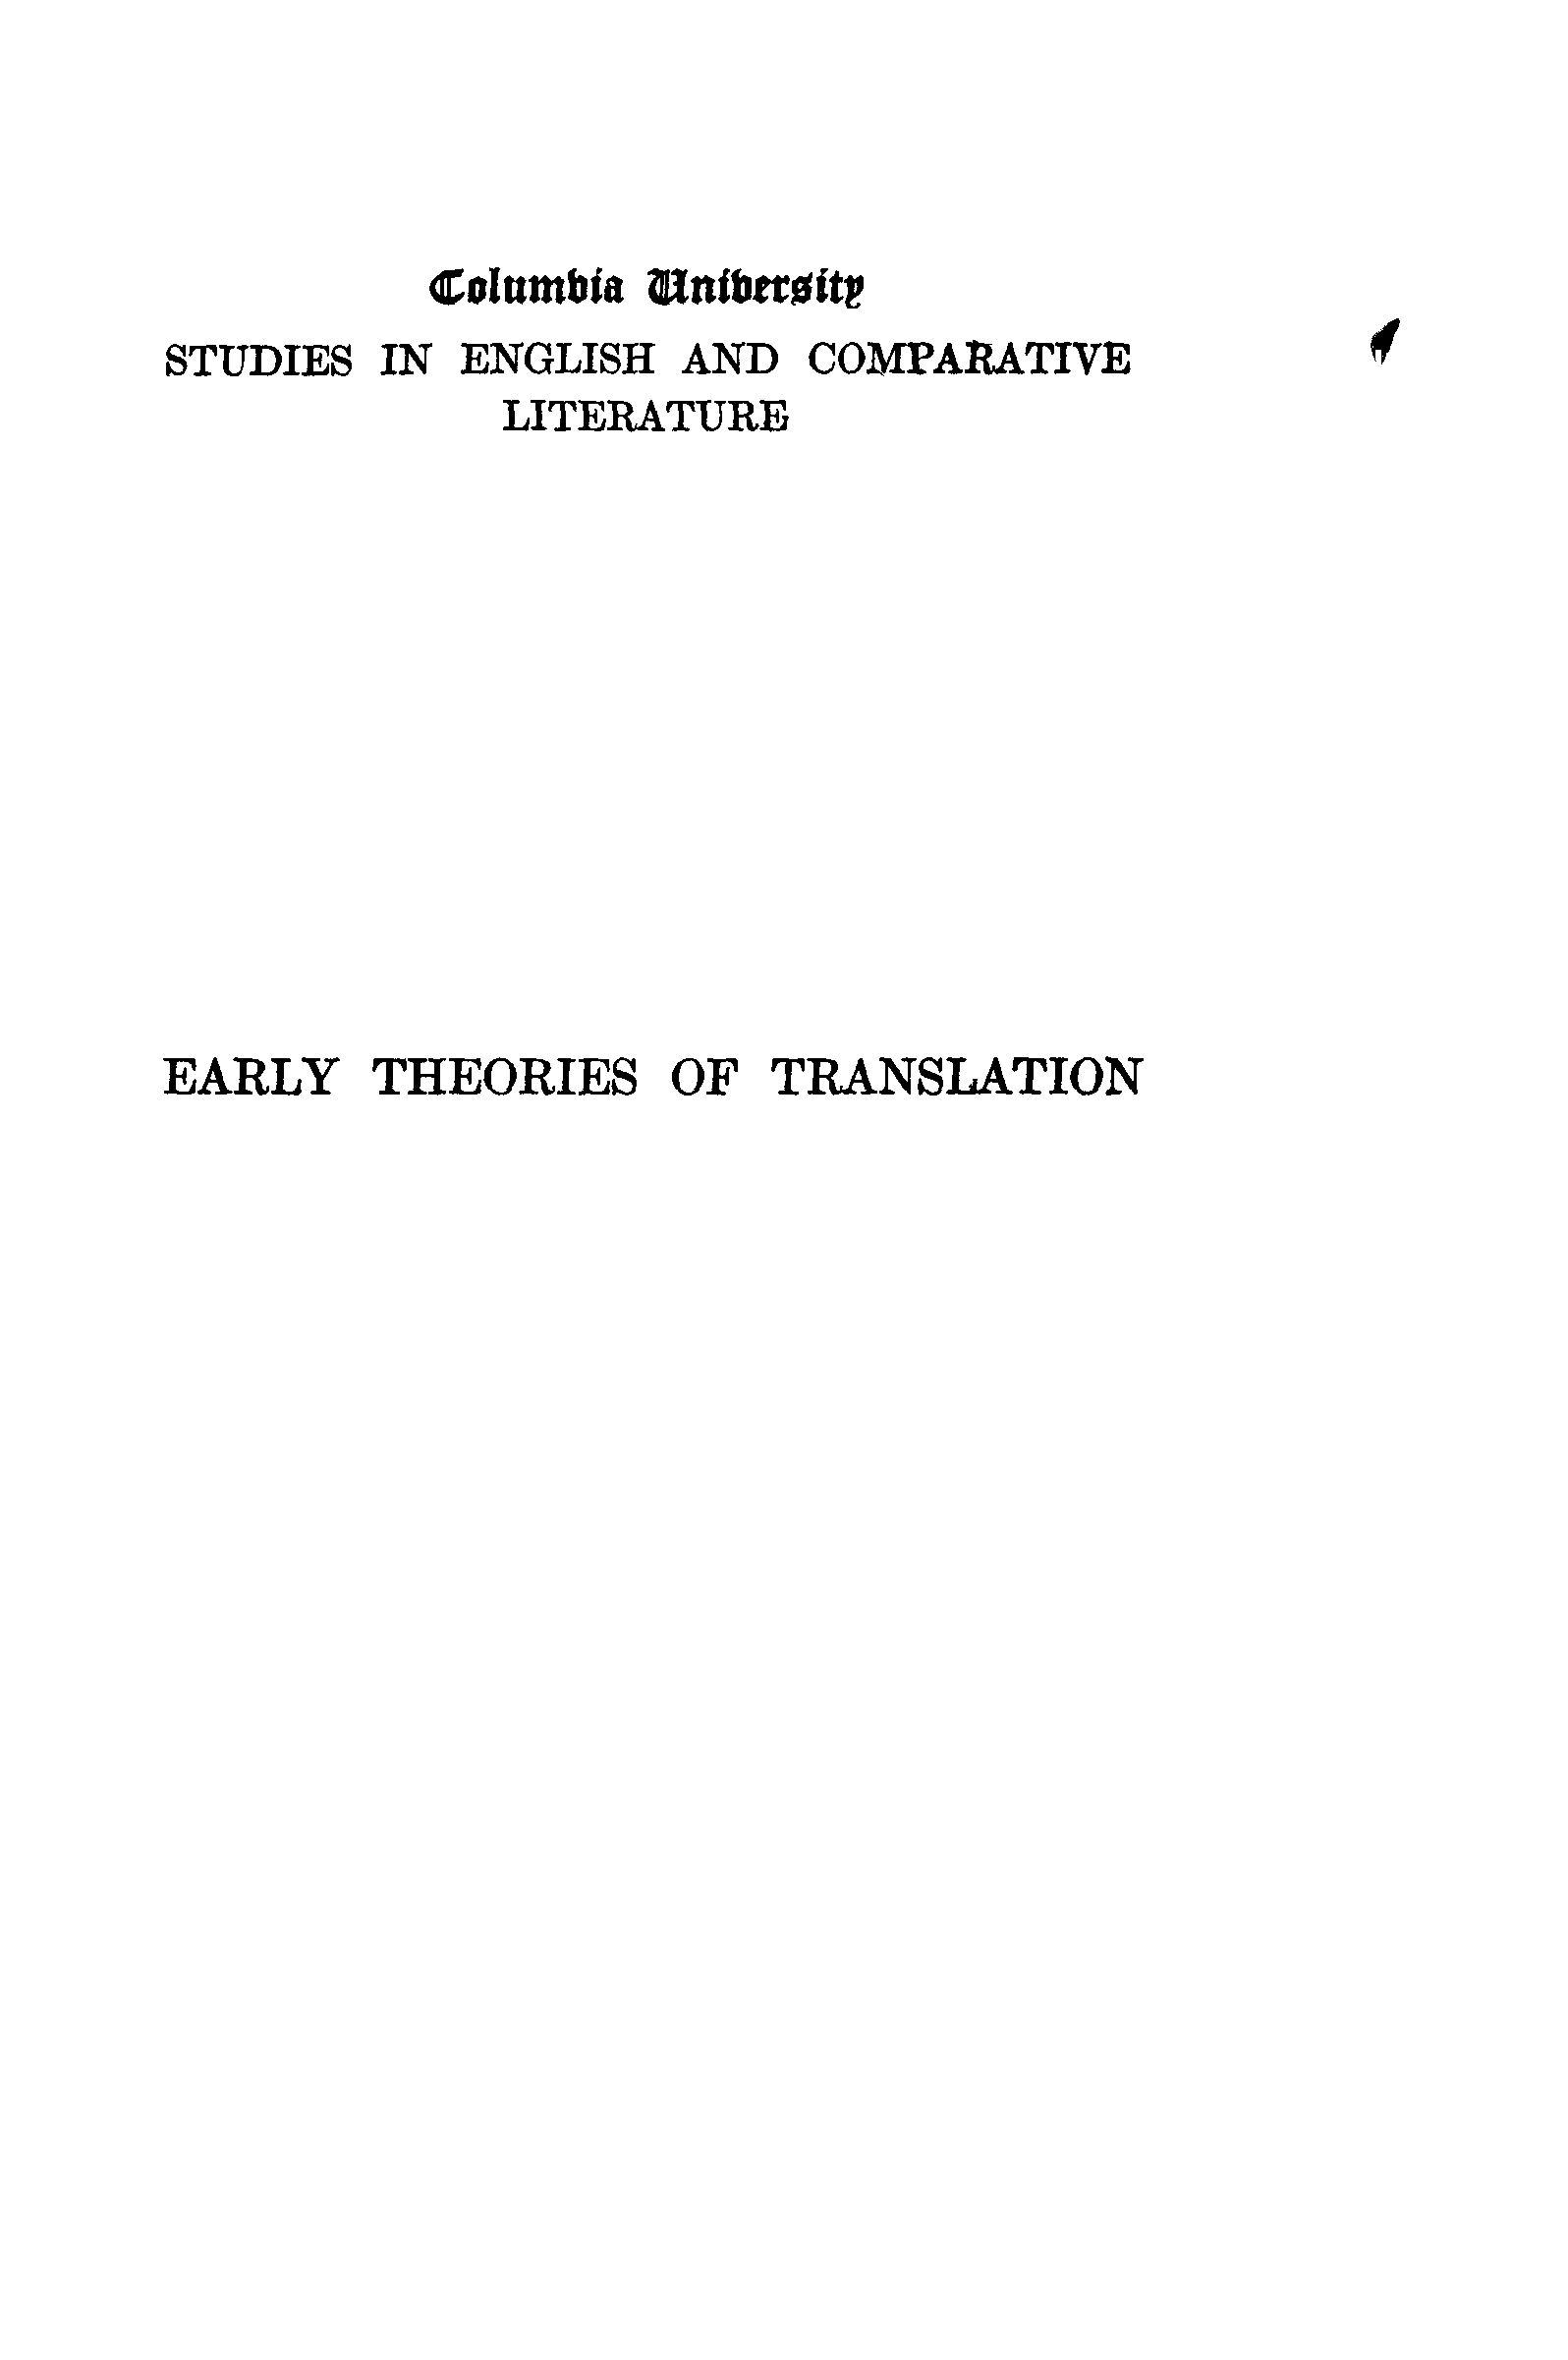 Columbia University
STUDIES IN ENGLISH AND COMPARATIVE
LITERATURE
EARLY THEORIES OF TRANSLATION